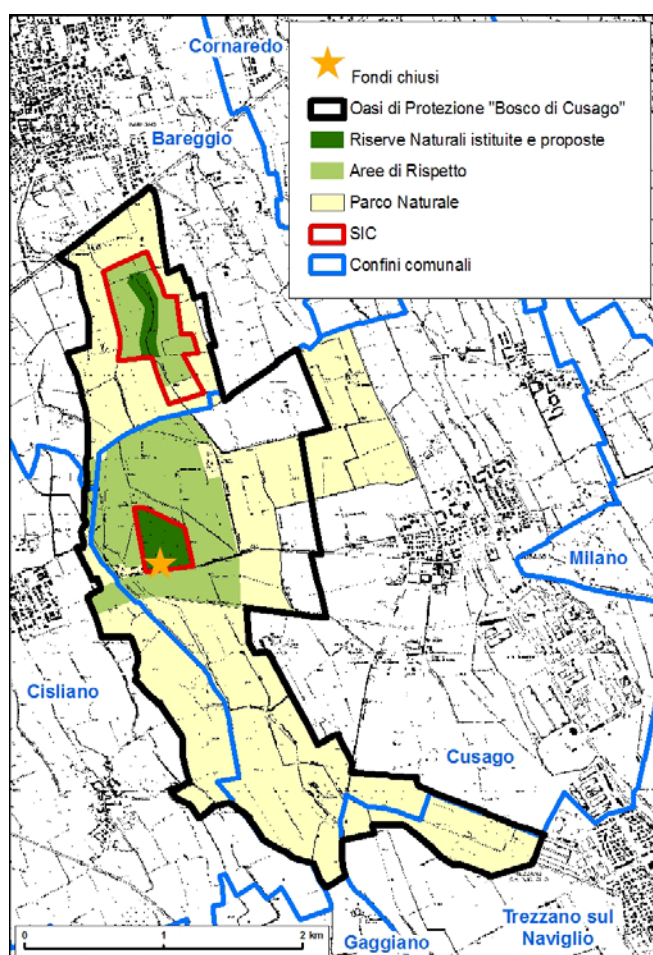 Cornaredo
Bareggio
Fondi chiusi
Oasi di Protezione "Bosco di Cusago"
Riserve Naturali istituite e proposte
Aree di Rispetto
Parco Naturale
SIC
Confini comunali
Milano
Cisliano
Cusago
Trezzano sul
Naviglio
Gaggiano
0 1 2 km